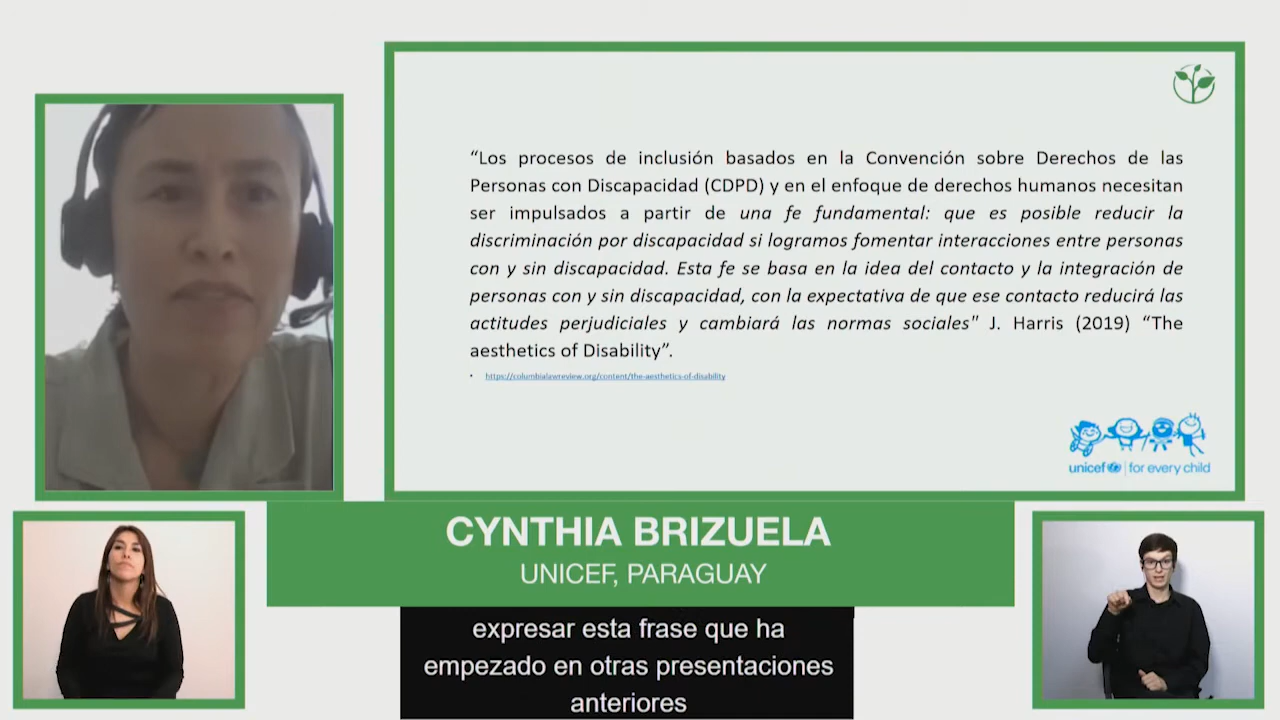 “Los procesos de inclusión basados en la Convención sobre Derechos de las
Personas con Discapacidad (CDPD) y en el enfoque de derechos humanos necesitan
ser impulsados a partir de una fe fundamental: que es posible reducir la
discriminación por discapacidad si logramos fomentar interacciones entre personas
con y sin discapacidad. Esta fe se basa en la idea del contacto y la integración de
personas con y sin discapacidad, con la expectativa de que ese contacto reducirá las
actitudes perjudiciales y cambiará las normas sociales" J. Harris (2019) “The
aesthetics of Disability”.
• https://columbialawreview.org/content/the-aesthetics-of-disability
unicef | for every child
CYNTHIA BRIZUELA
UNICEF, PARAGUAY
expresar esta frase que ha
empezado en otras presentaciones
anteriores